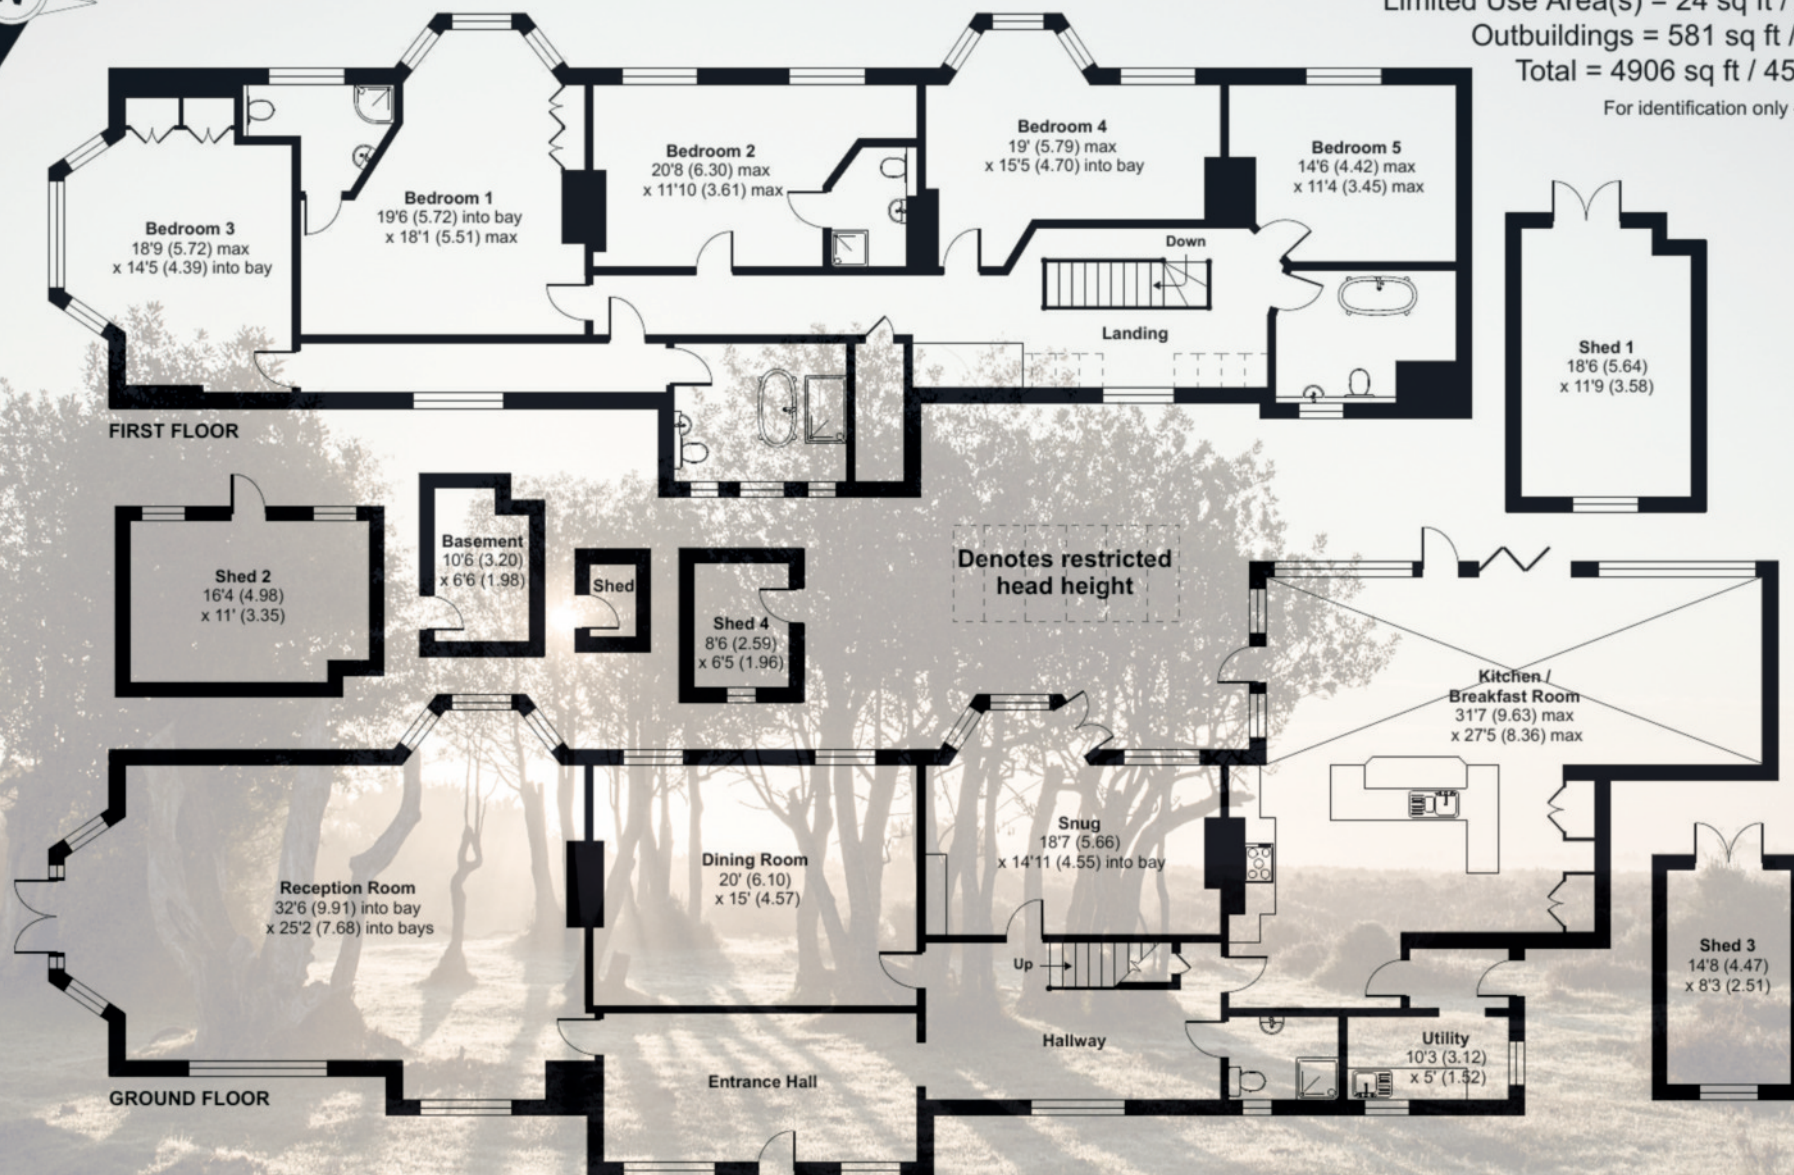 Limited Use Area(s) = 24 sq ft /
Outbuildings = 581 sq ft /
Total = 4906 sq ft / 45
For identification only
Bedroom 3
18'9 (5.72) max
x 14'5 (4.39) into bay
Bedroom 1
19'6 (5.72) into bay
x 18'1 (5.51) max
Bedroom 2
20'8 (6.30) max
x 11'10 (3.61) max
Bedroom 4
19' (5.79) max
x 15'5 (4.70) into bay
Bedroom 5
14'6 (4.42) max
x 11'4 (3.45) max
Down
Landing
Shed 1
18'6 (5.64)
x 11'9 (3.58)
FIRST FLOOR
Shed 2
16'4 (4.98)
x 11' (3.35)
Basement
10'6 (3.20)
x 6'6 (1.98)
Shed
Shed 4
8'6 (2.59)
x 6'5 (1.96)
Denotes restricted
head height
Kitchen /
Breakfast Room
31'7 (9.63) max
x 27'5 (8.36) max
Reception Room
32'6 (9.91) into bay
x 25'2 (7.68) into bays
Dining Room
20' (6.10)
x 15' (4.57)
Snug
18'7 (5.66)
x 14'11 (4.55) into bay
Up
Hallway
Entrance Hall
Utility
10'3 (3.12)
x 5' (1.52)
Shed 3
14'8 (4.47)
x 8'3 (2.51)
GROUND FLOOR